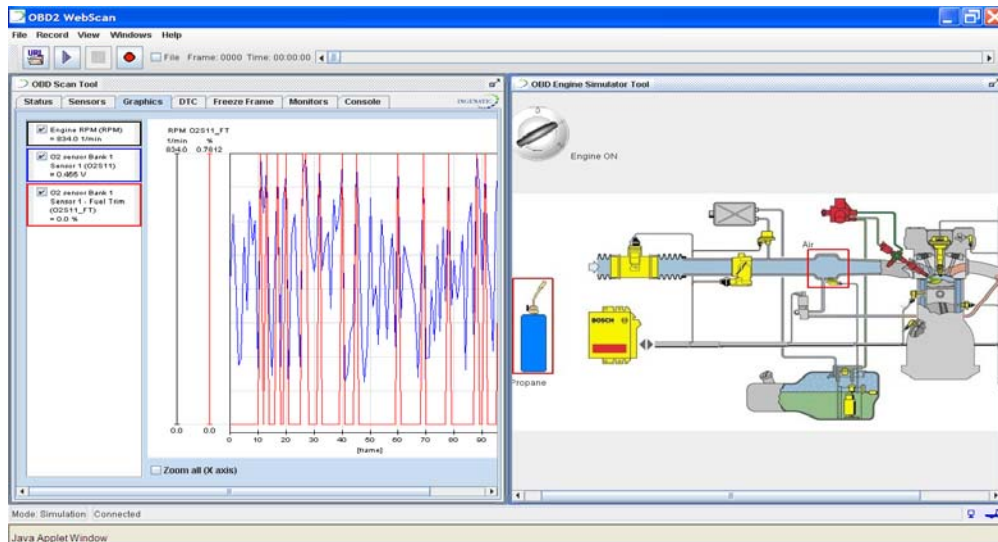 OBD2 WebScan
File Record View Windows Help
URL
File Frame: 0000 Time: 00:00:00
OBD Scan Tool
Status Sensors Graphics DTC Freeze Frame Monitors Console
Engine RPM (RPM)
= 834.0 1/min
O2 sensor Bank 1
Sensor 1 (O2S11)
= 0.455 V
O2 sensor Bank 1
Sensor 1 - Fuel Trim
(O2S11_FT)
= 0.0 %
RPM O2S11_FT
1/min %
834.0 0.7812
0.0 0.0
0 10 20 30 40 50 60 70 80 90
[frame]
Zoom all (X axis)
OBD Engine Simulator Tool
Engine ON
Air
BOSCH
Propane
Mode: Simulation Connected
Java Applet Window